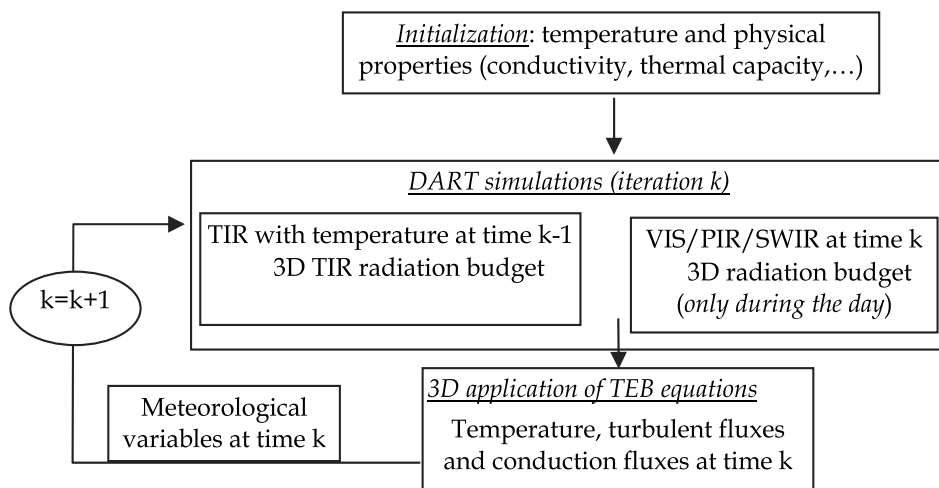 Initialization: temperature and physical
properties (conductivity, thermal capacity,…)
DART simulations (iteration k)
TIR with temperature at time k-1
3D TIR radiation budget
VIS/PIR/SWIR at time k
3D radiation budget
(only during the day)
k=k+1
3D application of TEB equations
Temperature, turbulent fluxes
and conduction fluxes at time k
Meteorological
variables at time k